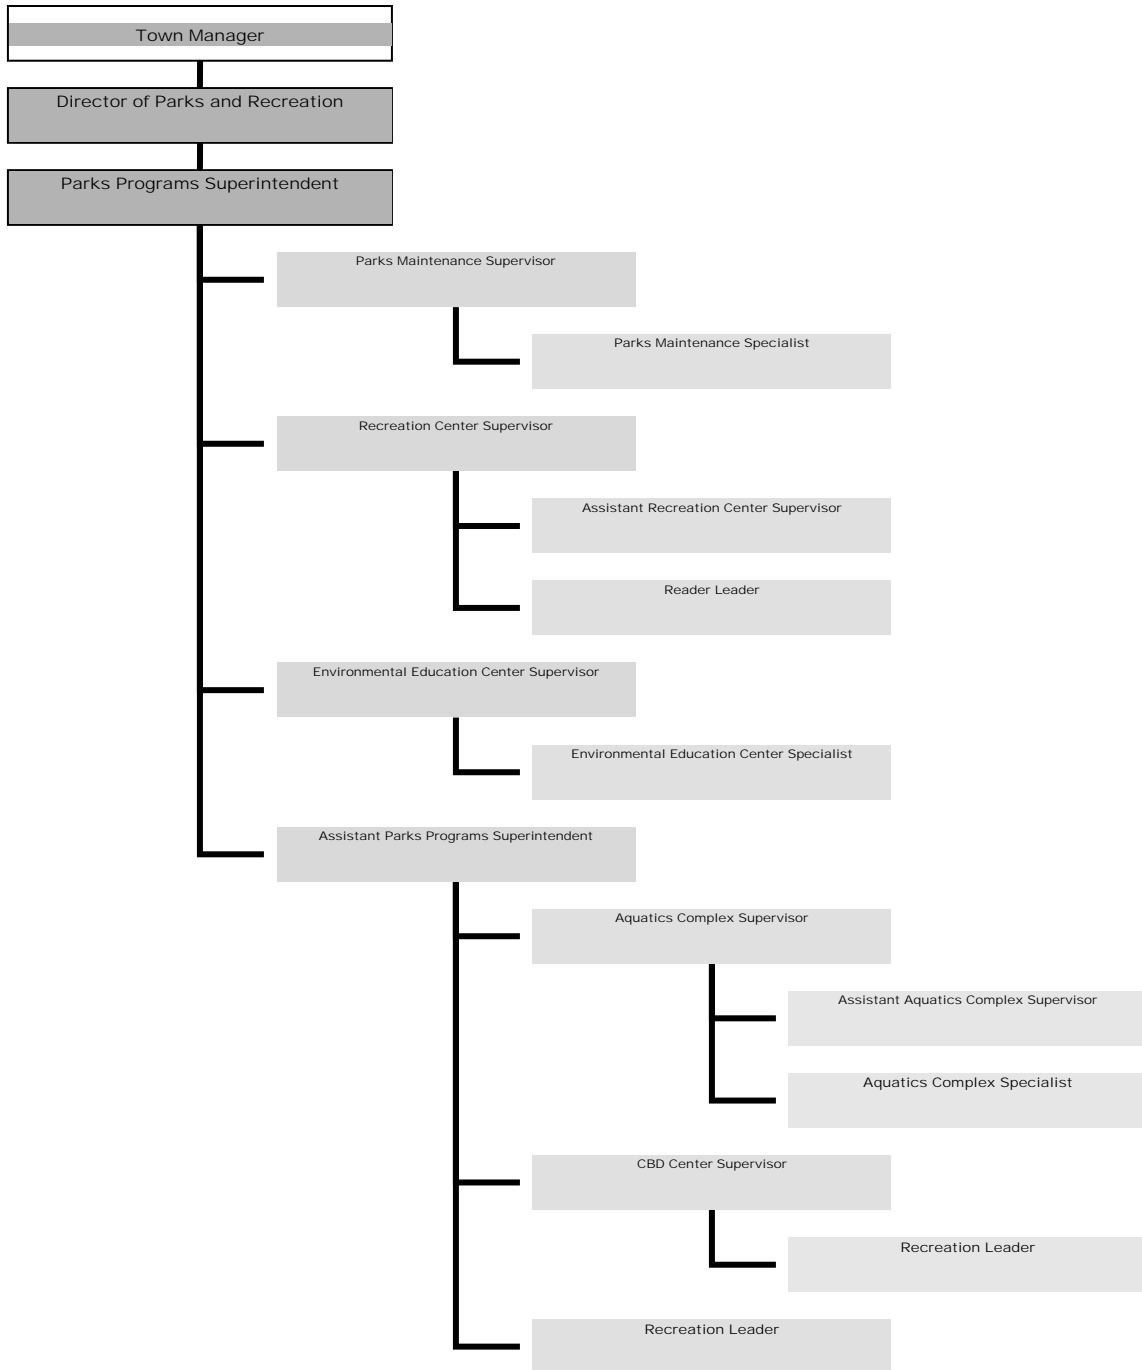 Town Manager
Director of Parks and Recreation
Parks Programs Superintendent
Parks Maintenance Supervisor
Parks Maintenance Specialist
Recreation Center Supervisor
Assistant Recreation Center Supervisor
Reader Leader
Environmental Education Center Supervisor
Environmental Education Center Specialist
Assistant Parks Programs Superintendent
Aquatics Complex Supervisor
Assistant Aquatics Complex Supervisor
Aquatics Complex Specialist
CBD Center Supervisor
Recreation Leader
Recreation Leader